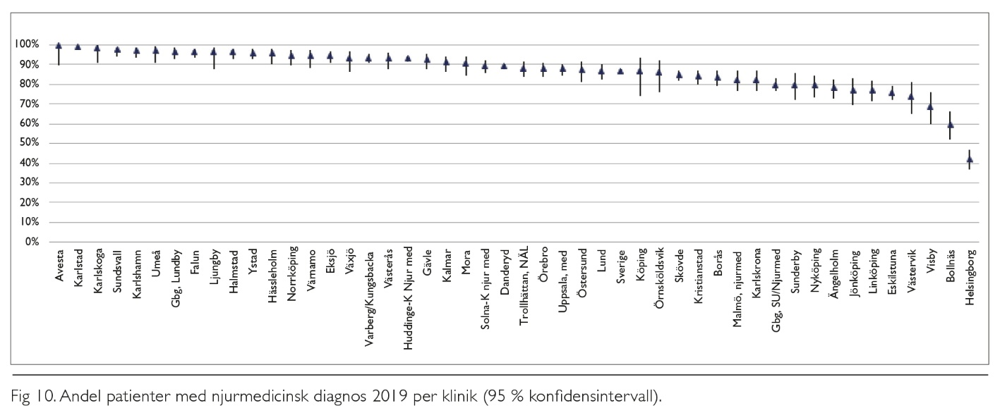 100%
90%
80%
70%
60%
50%
40%
30%
20%
10%
0%
Avesta
Karlstad
Karlskoga
Sundsvall
Karlshamn
Umeå
Gbg, Lundby
Falun
Ljungby
Halmstad
Ystad
Hässleholm
Norrköping
Värnamo
Eksjö
Växjö
Varberg/Kungsbacka
Västerås
Huddinge-K Njur med
Gävle
Kalmar
Mora
Solna-K njur med
Danderyd
Trollhättan, NÄL
Örebro
Uppsala, med
Östersund
Lund
Sverige
Köping
Örnsköldsvik
Skövde
Kristianstad
Borås
Malmö, njurmed
Karlskrona
Gbg, SU/Njurmed
Sunderby
Nyköping
Ängelholm
Jönköping
Linköping
Eskilstuna
Västervik
Visby
Bollnäs
Helsingborg
Fig 10. Andel patienter med njurmedicinsk diagnos 2019 per klinik (95 % konfidensintervall).